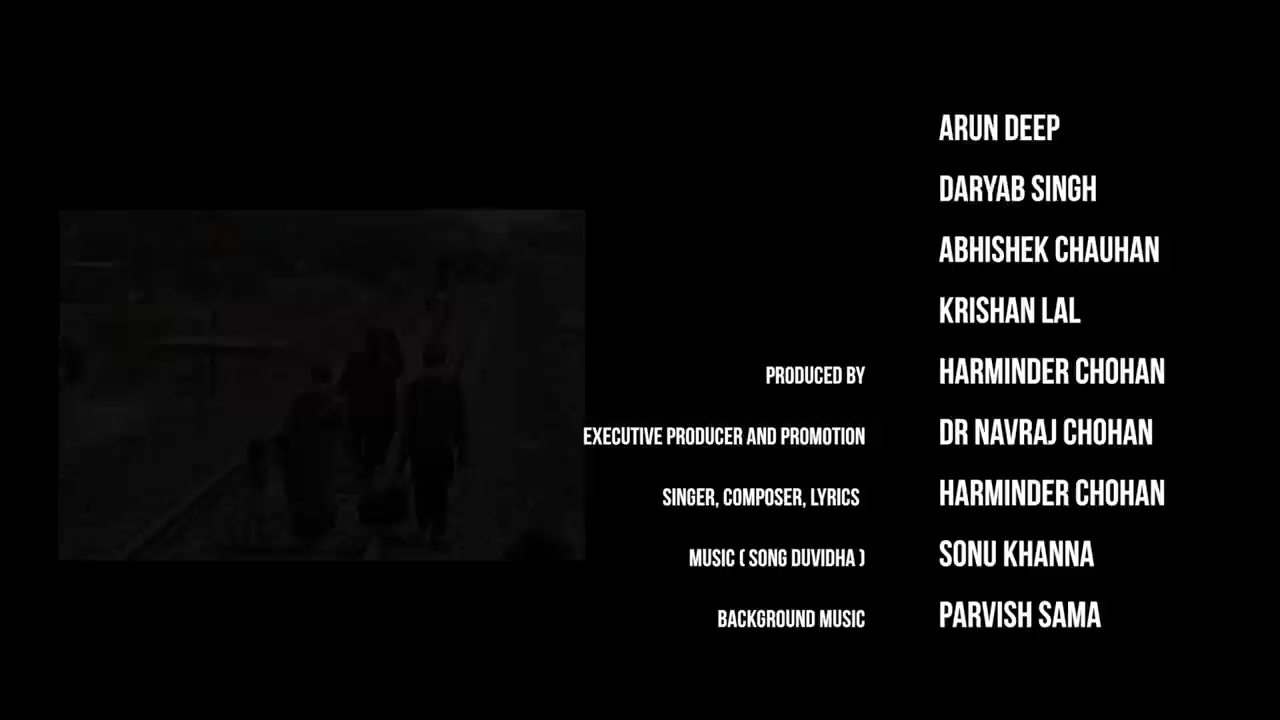 ARUN DEEP
DARYAB SINGH
ABHISHEK CHAUHAN
KRISHAN LAL
PRODUCED BY HARMINDER CHOHAN
EXECUTIVE PRODUCER AND PROMOTION DR NAVRAJ CHOHAN
SINGER, COMPOSER, LYRICS HARMINDER CHOHAN
MUSIC ( SONG DUVIDHA ) SONU KHANNA
BACKGROUND MUSIC PARVISH SAMA